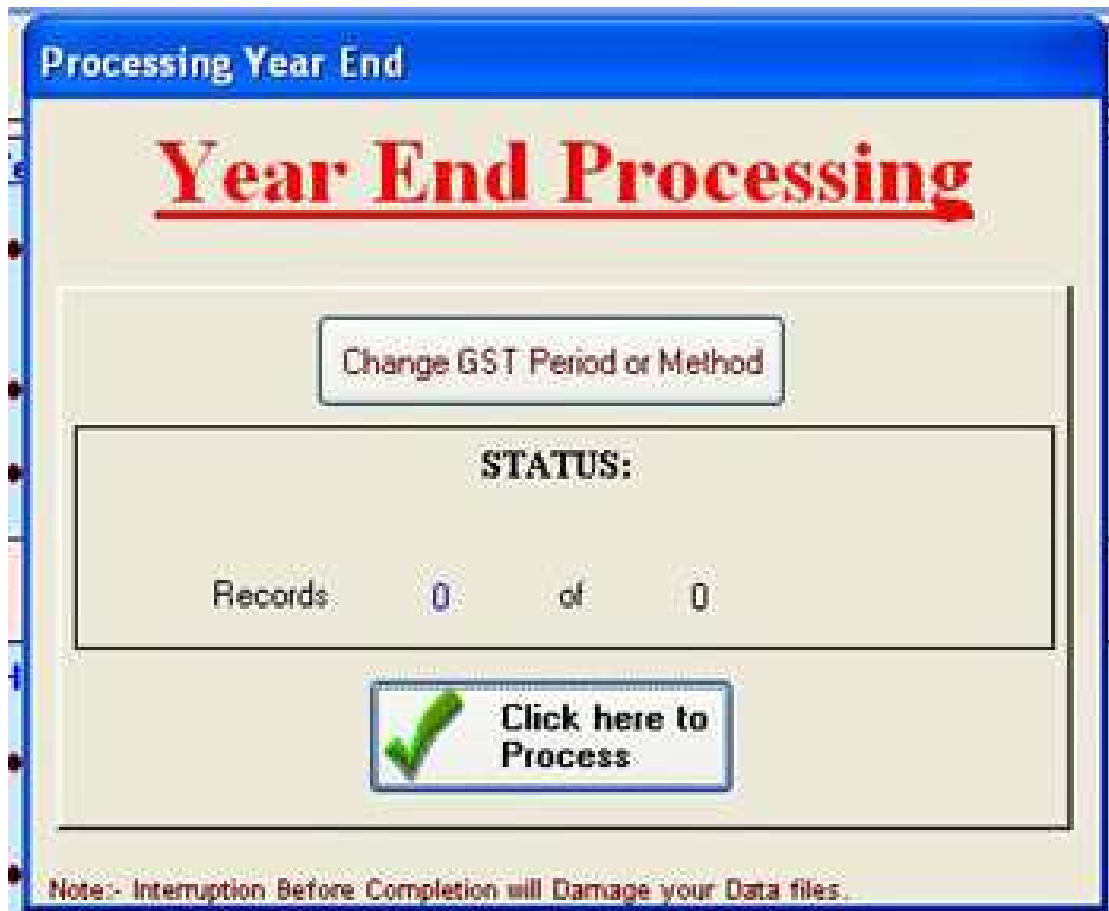 Processing Year End
Year End Processing
Change GST Period or Method
STATUS:
Records 0 of 0
Click here to
Process
Note:- Interruption Before Completion will Damage your Data files.